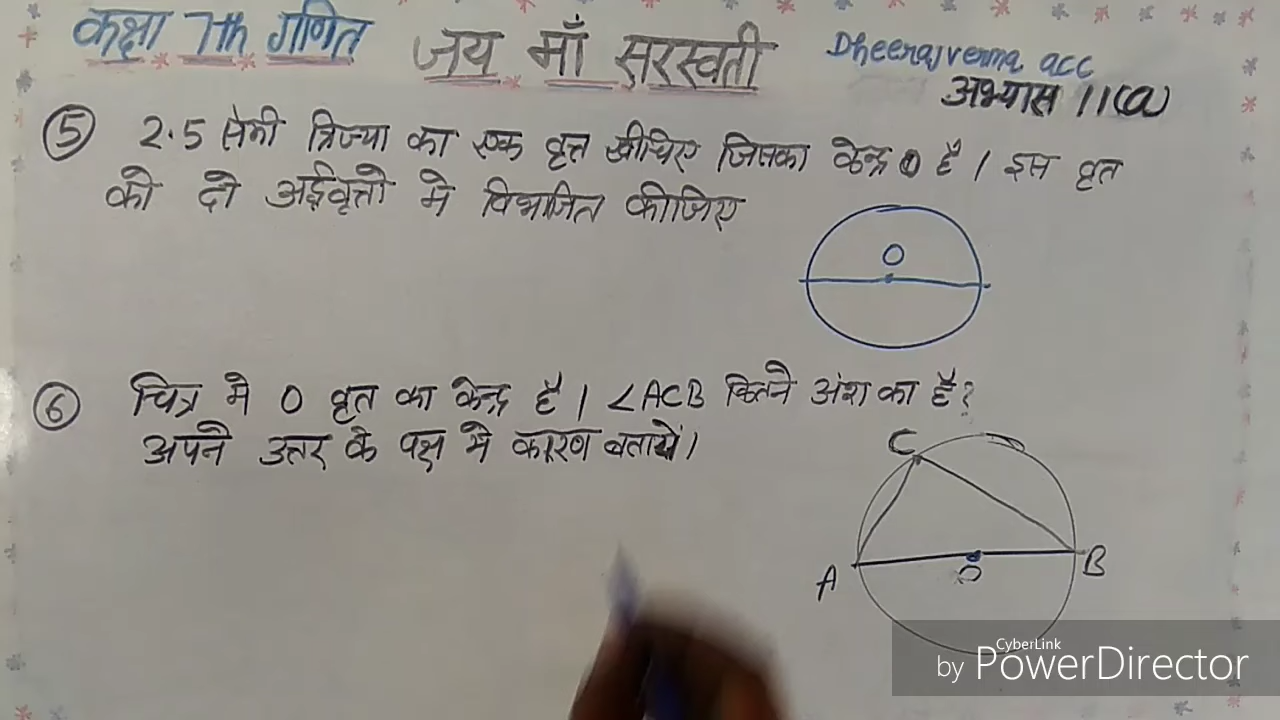 कक्षा 7th गणित जय माँ सरस्वती Dheerajverma acc
अभ्यास 11(a)
⑤ 2.5 सेमी त्रिज्या का एक वृत्त खीचिए जिसका केन्द्र O है। इस वृत
को दो अर्द्धवृत्तो मे विभाजित कीजिए
O
⑥ चित्र मे O वृत का केन्द्र है। <ACB कितने अंश का है?
अपने उत्तर के पक्ष मे कारण बतायें।
C
A O B
CyberLink
by PowerDirector